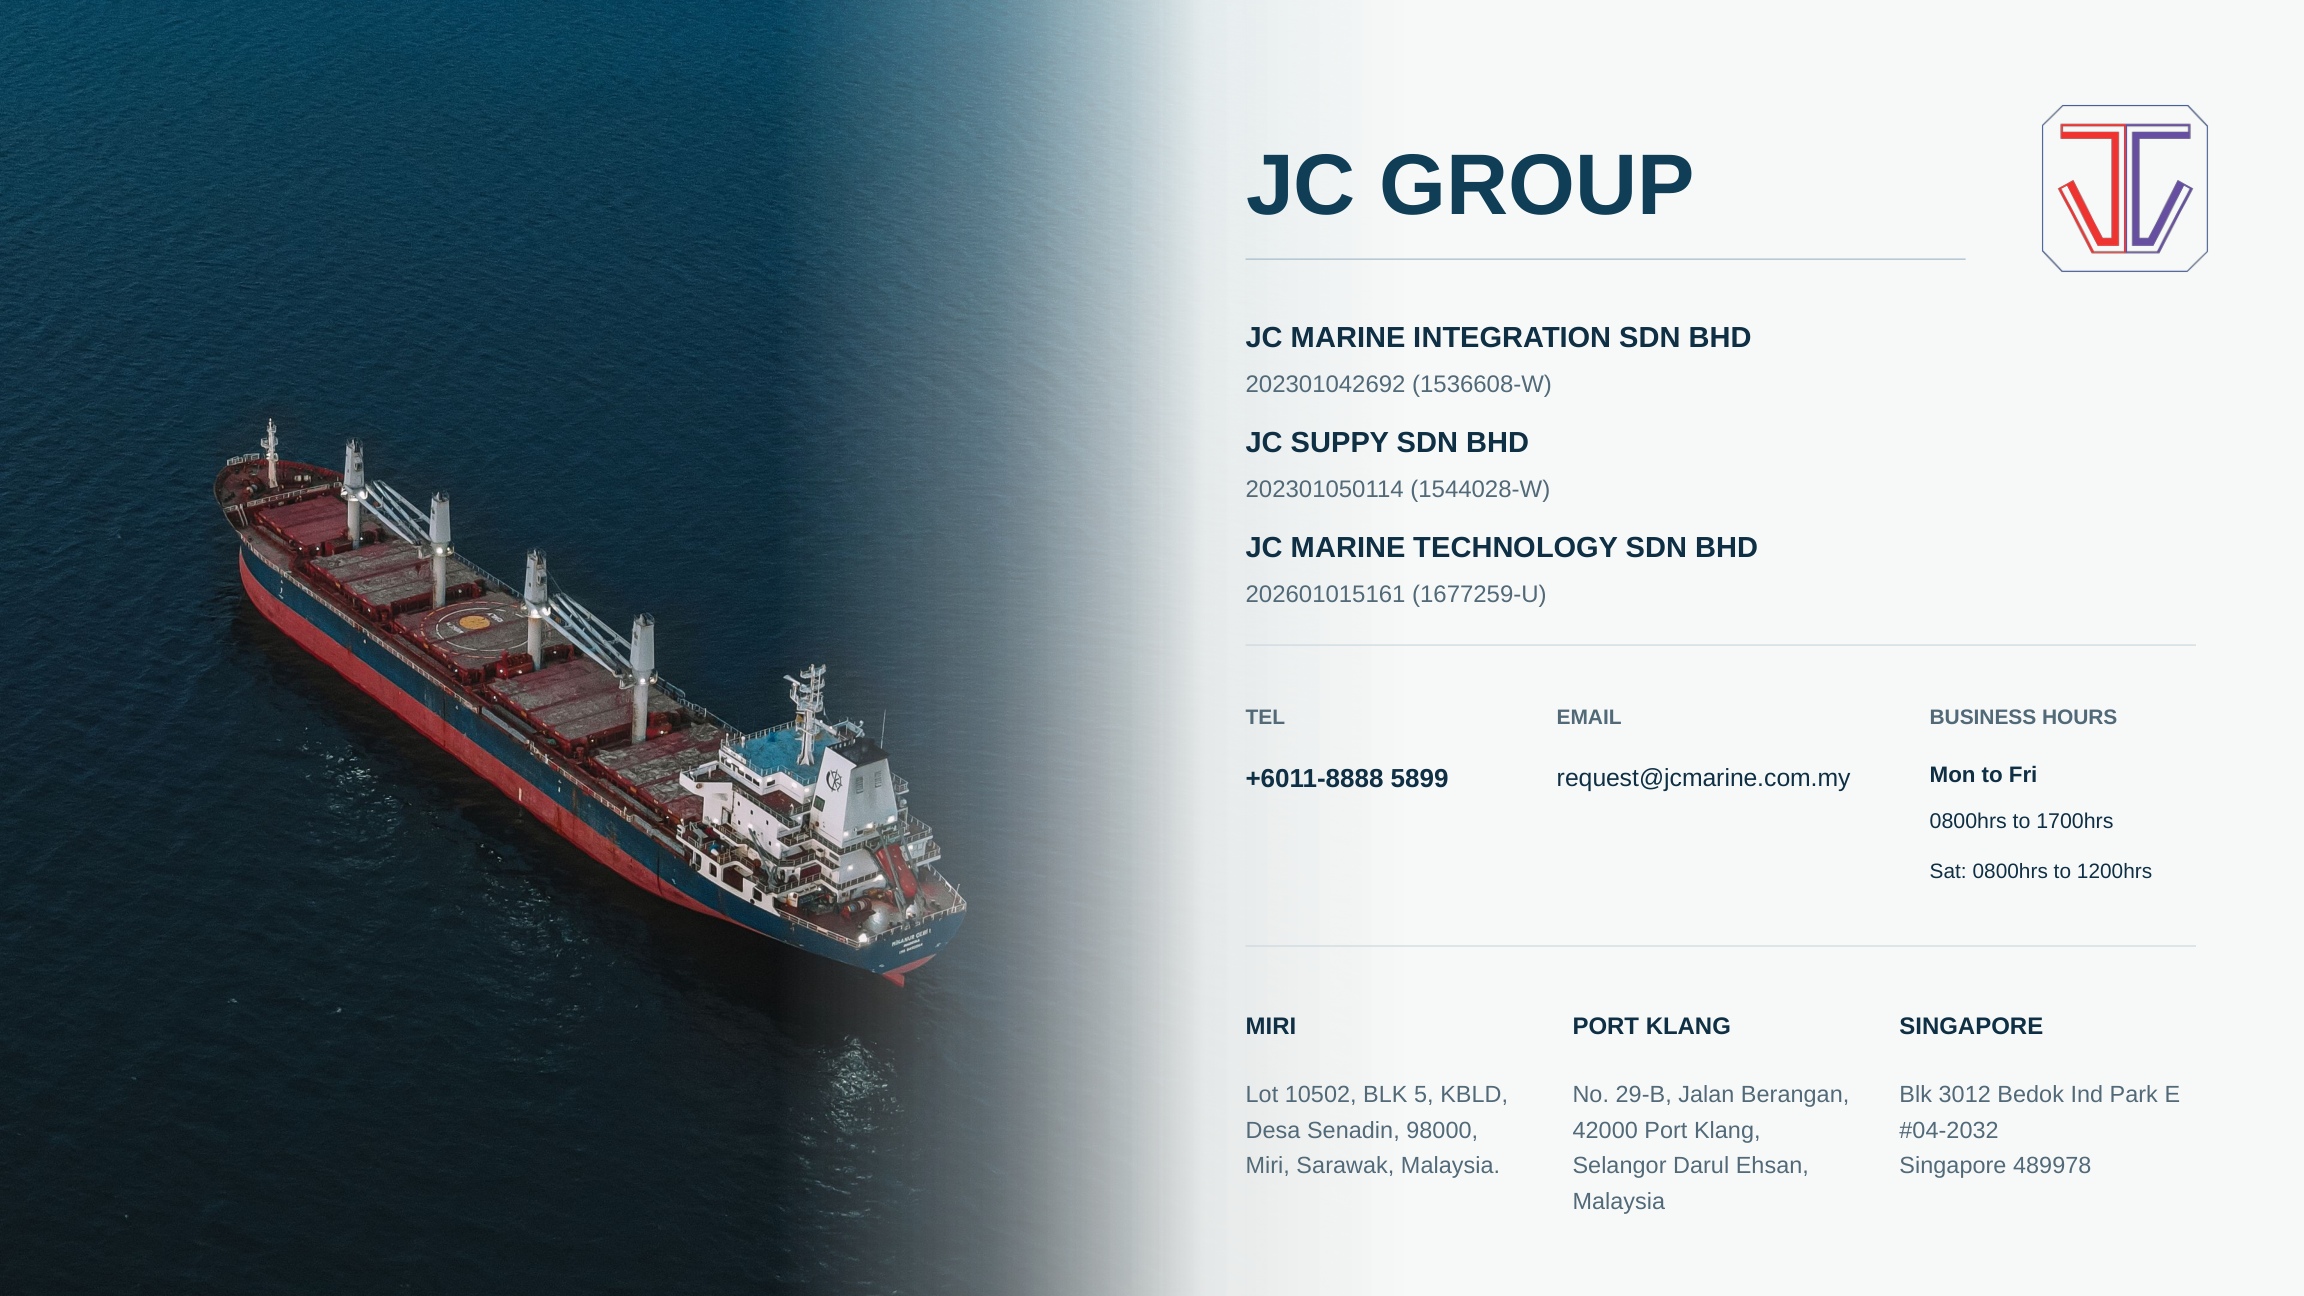 JC GROUP
JC MARINE INTEGRATION SDN BHD
202301042692 (1536608-W)
JC SUPPY SDN BHD
202301050114 (1544028-W)
JC MARINE TECHNOLOGY SDN BHD
202601015161 (1677259-U)
TEL
+6011-8888 5899
EMAIL
request@jcmarine.com.my
BUSINESS HOURS
Mon to Fri
0800hrs to 1700hrs
Sat: 0800hrs to 1200hrs
MIRI
Lot 10502, BLK 5, KBLD,
Desa Senadin, 98000,
Miri, Sarawak, Malaysia.
PORT KLANG
No. 29-B, Jalan Berangan,
42000 Port Klang,
Selangor Darul Ehsan,
Malaysia
SINGAPORE
Blk 3012 Bedok Ind Park E
#04-2032
Singapore 489978